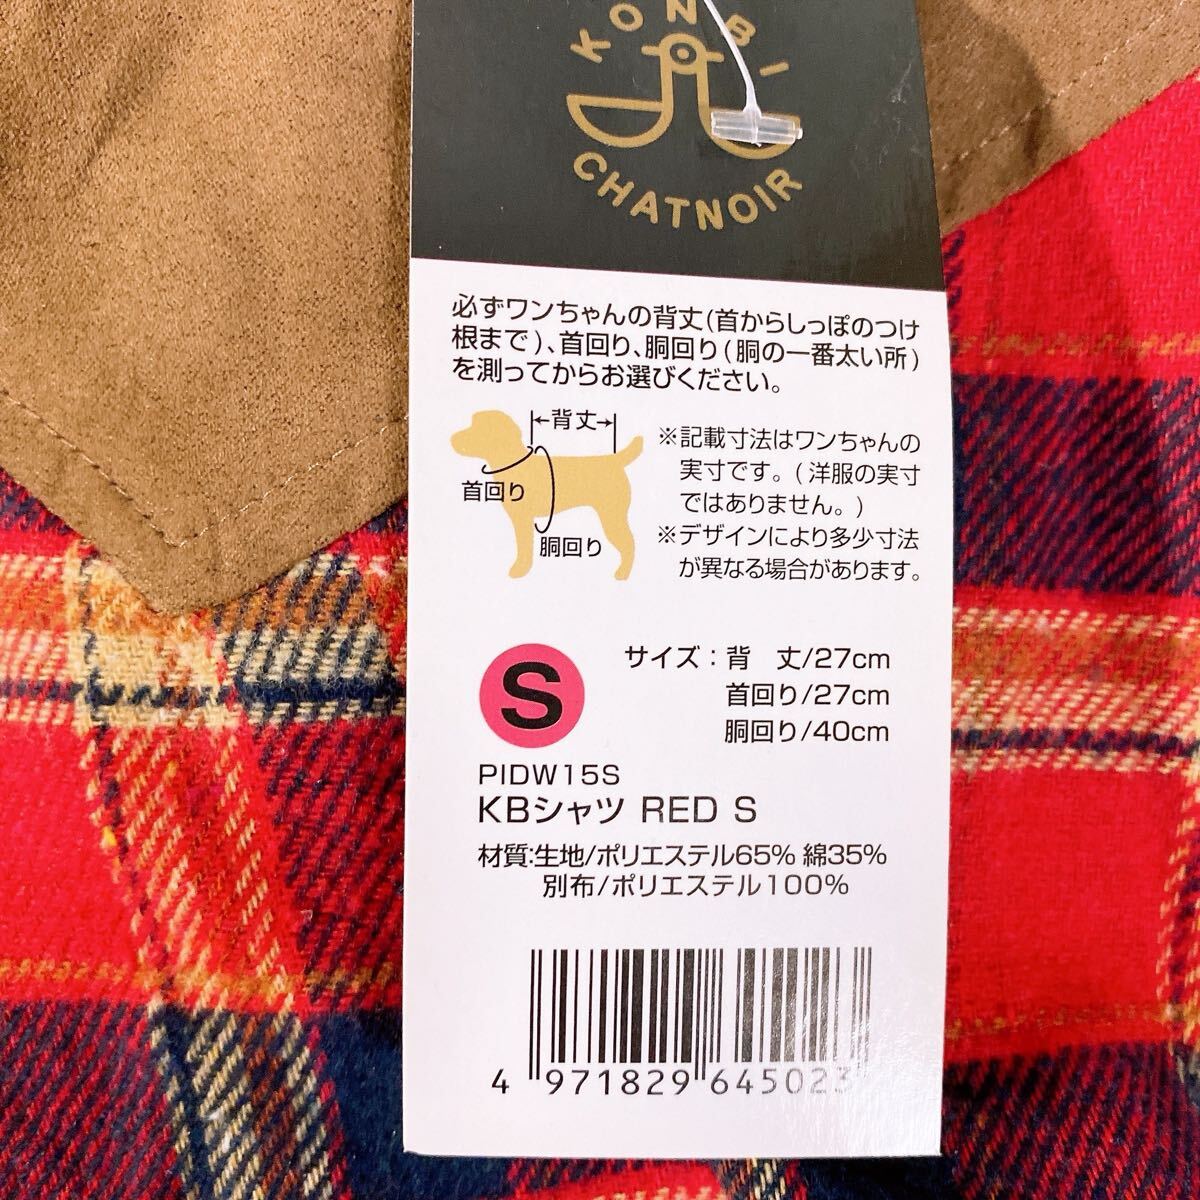 KONBI
CHATNOIR
必ずワンちゃんの背丈(首からしっぽのつけ
根まで)、首回り、胴回り(胴の一番太い所)
を測ってからお選びください。
背丈
首回り
胴回り
※記載寸法はワンちゃんの
実寸です。(洋服の実寸
ではありません。)
※デザインにより多少寸法
が異なる場合があります。
S
サイズ:背 丈/27cm
首回り/27cm
胴回り/40cm
PIDW15S
KBシャツ RED S
材質:生地/ポリエステル65% 綿35%
別布/ポリエステル100%
4 971829 645023